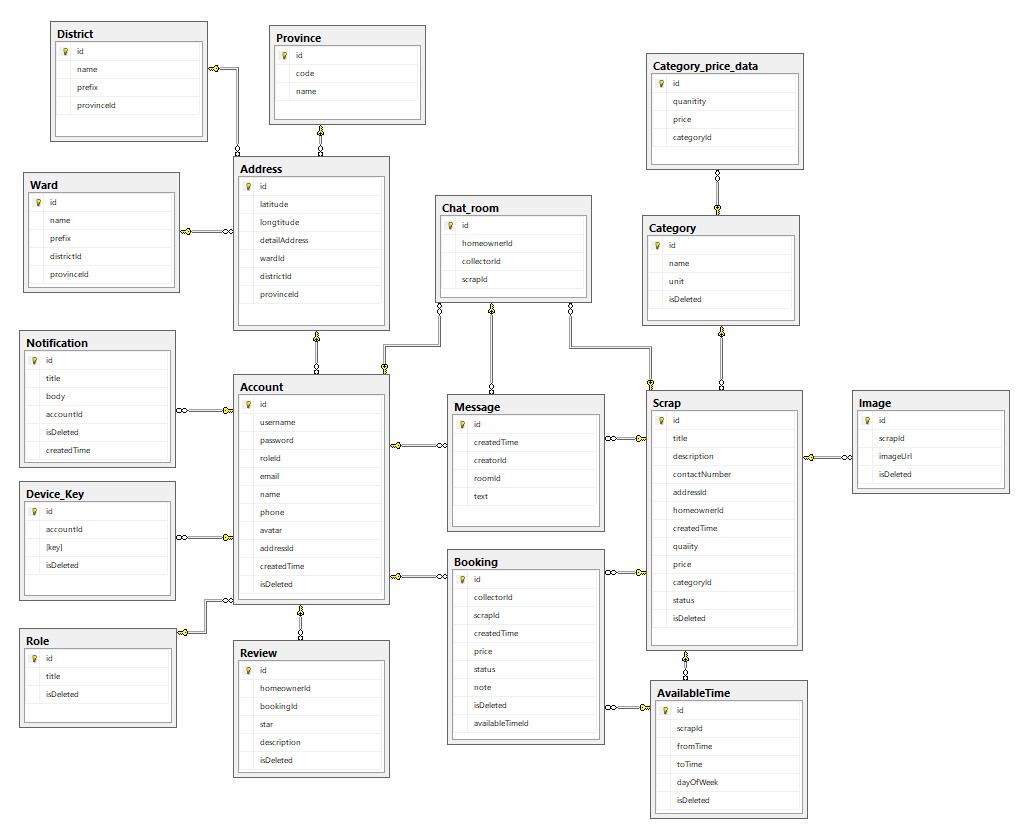 District
id
name
prefix
provinceId
Province
id
code
name
Category_price_data
id
quanitity
price
categoryId
Ward
id
name
prefix
districtId
provinceId
Address
id
latitude
longtitude
detailAddress
wardId
districtId
provinceId
Chat_room
id
homeownerId
collectorId
scrapId
Category
id
name
unit
isDeleted
Notification
id
title
body
accountId
isDeleted
createdTime
Account
id
username
password
roleId
email
name
phone
avatar
addressId
createdTime
isDeleted
Message
id
createdTime
creatorId
roomId
text
Scrap
id
title
description
contactNumber
addressId
homeownerId
createdTime
quality
price
categoryId
status
isDeleted
Image
id
scrapId
imageUrl
isDeleted
Device_Key
id
accountId
[key]
isDeleted
Booking
id
collectorId
scrapId
createdTime
price
status
note
isDeleted
availableTimeId
Role
id
title
isDeleted
Review
id
homeownerId
bookingId
star
description
isDeleted
AvailableTime
id
scrapId
fromTime
toTime
dayOfWeek
isDeleted